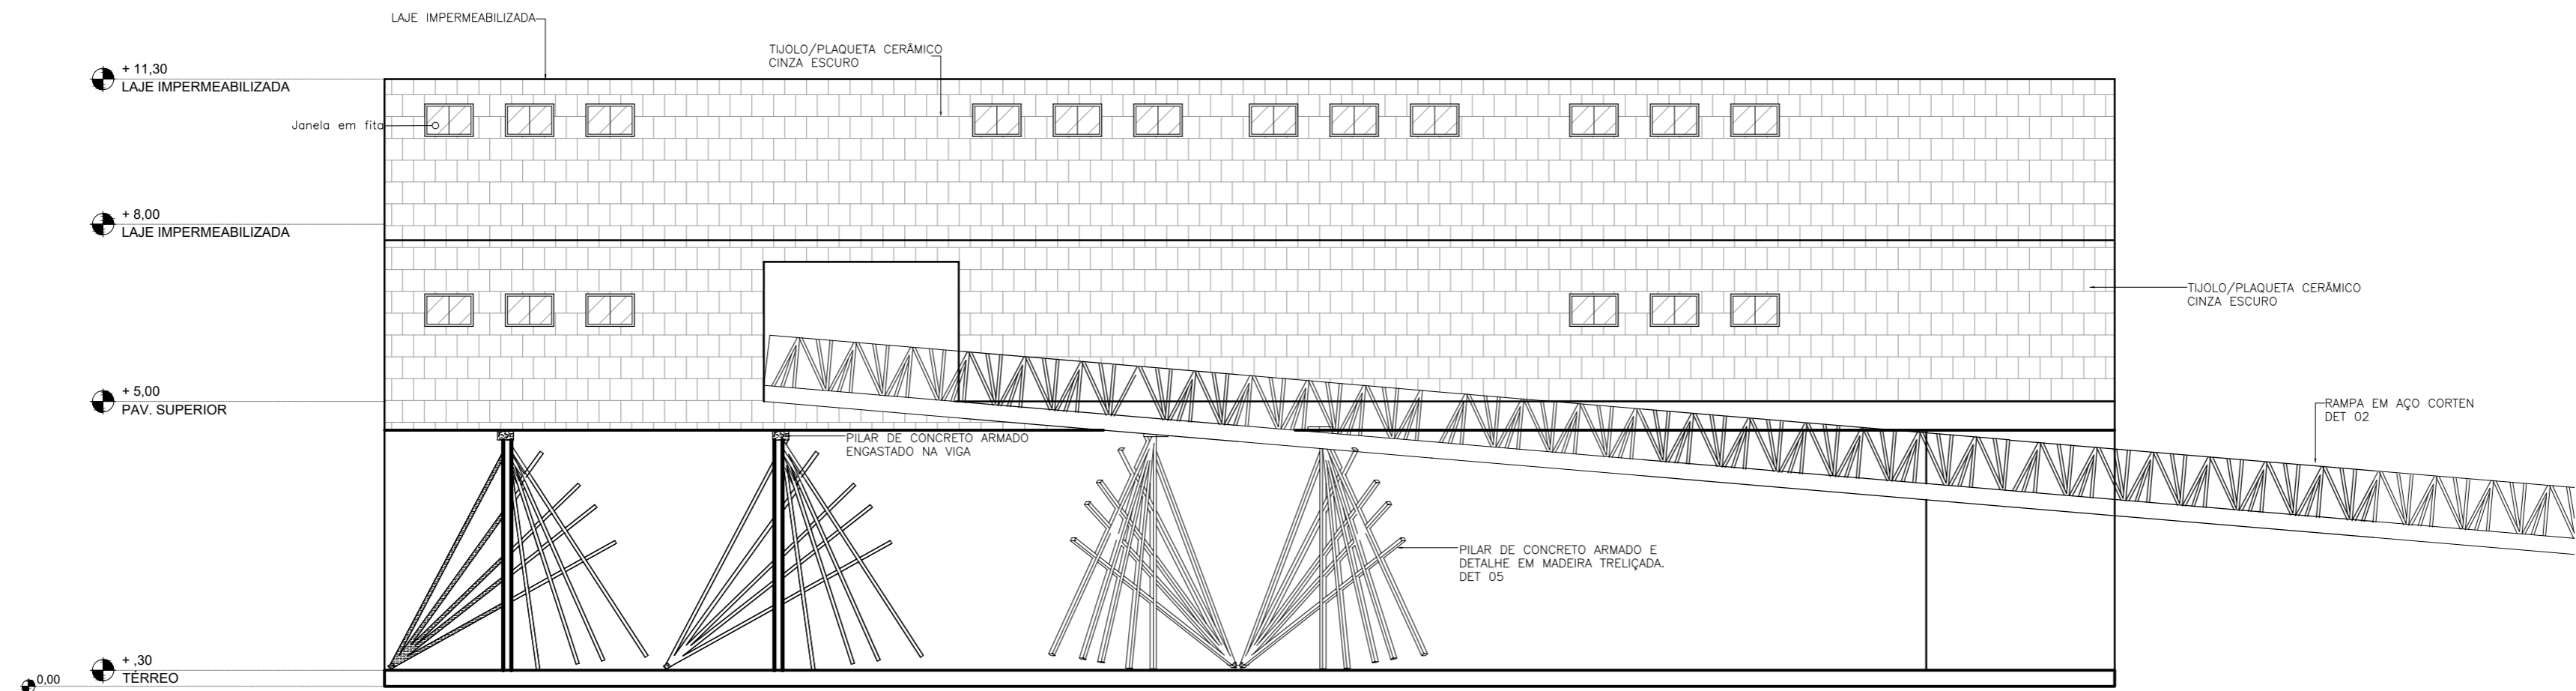 LAJE IMPERMEABILIZADA
TIJOLO/PLAQUETA CERÂMICO
CINZA ESCURO
+ 11,30
LAJE IMPERMEABILIZADA
Janela em fita
+ 8,00
LAJE IMPERMEABILIZADA
TIJOLO/PLAQUETA CERÂMICO
CINZA ESCURO
+ 5,00
PAV. SUPERIOR
RAMPA EM AÇO CORTEN
DET 02
PILAR DE CONCRETO ARMADO
ENGASTADO NA VIGA
PILAR DE CONCRETO ARMADO E
DETALHE EM MADEIRA TRELIÇADA.
DET 05
+ ,30
TÉRREO
0,00